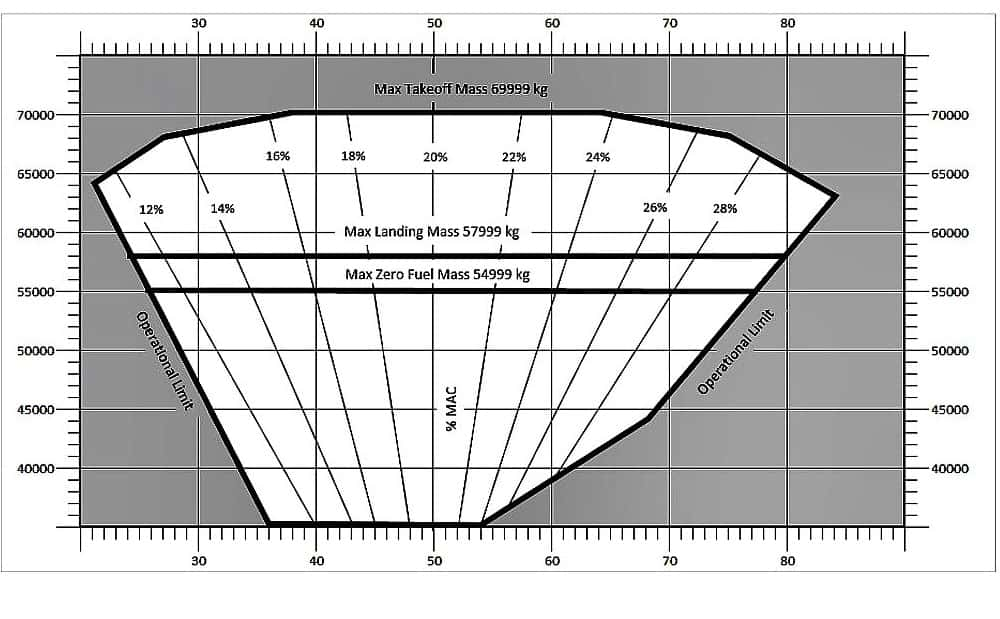 30 40 50 60 70 80
Max Takeoff Mass 69999 kg
70000 70000
16% 18% 20% 22% 24%
65000 65000
12% 14% 26% 28%
60000 Max Landing Mass 57999 kg 60000
Max Zero Fuel Mass 54999 kg
55000 55000
Operational Limit
Operational Limit
50000 50000
% MAC
45000 45000
40000 40000
30 40 50 60 70 80